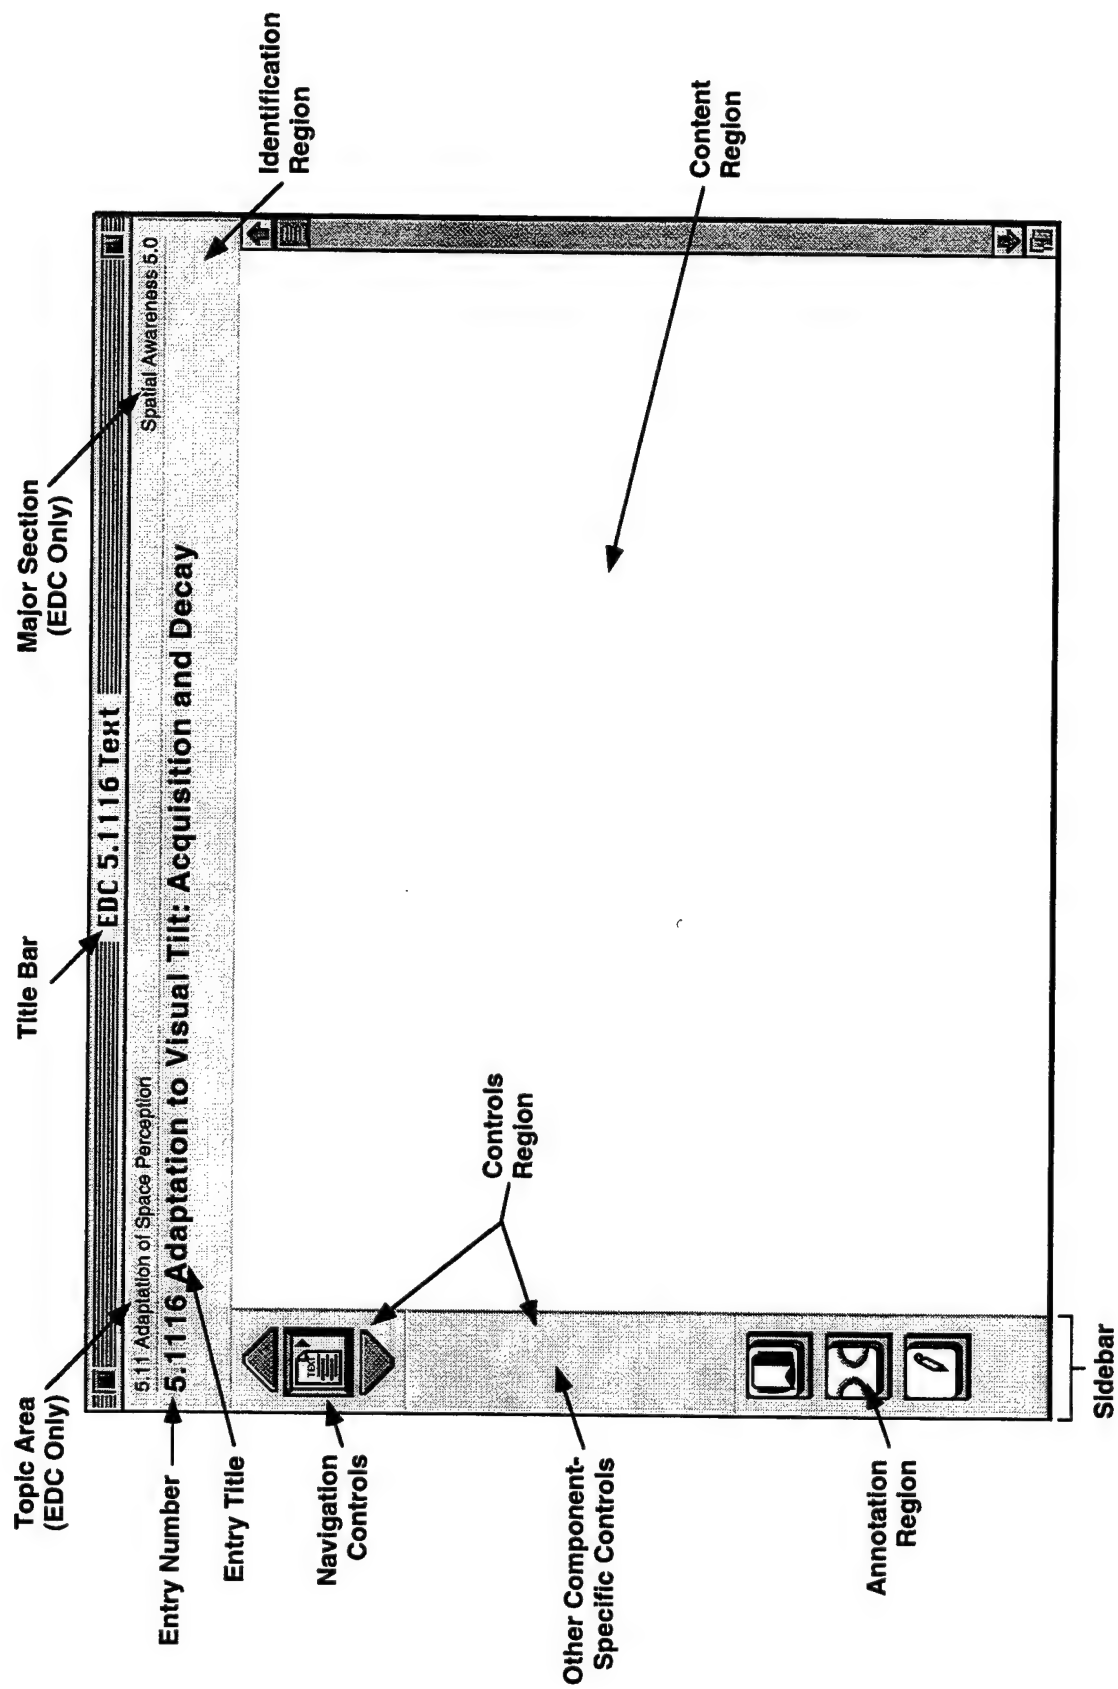 Topic Area
(EDC Only)
Title Bar
Major Section
(EDC Only)
EDC 5.1116 Text
5.11 Adaptation of Space Perception
Spatial Awareness 5.0
Entry Number
5.1116 Adaptation to Visual Tilt: Acquisition and Decay
Entry Title
Identification
Region
Navigation
Controls
TEXT
Controls
Region
Other Component-
Specific Controls
Content
Region
Annotation
Region
Sidebar